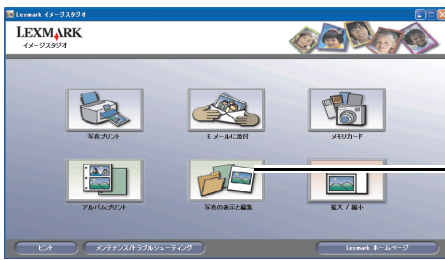 Lexmark イメージスタジオ
LEXMARK
イメージスタジオ
写真プリント
Eメールに添付
メモリカード
アルバムプリント
写真の表示と編集
拡大 / 縮小
ヒント
メンテナンス/トラブルシューティング
Lexmark ホームページ